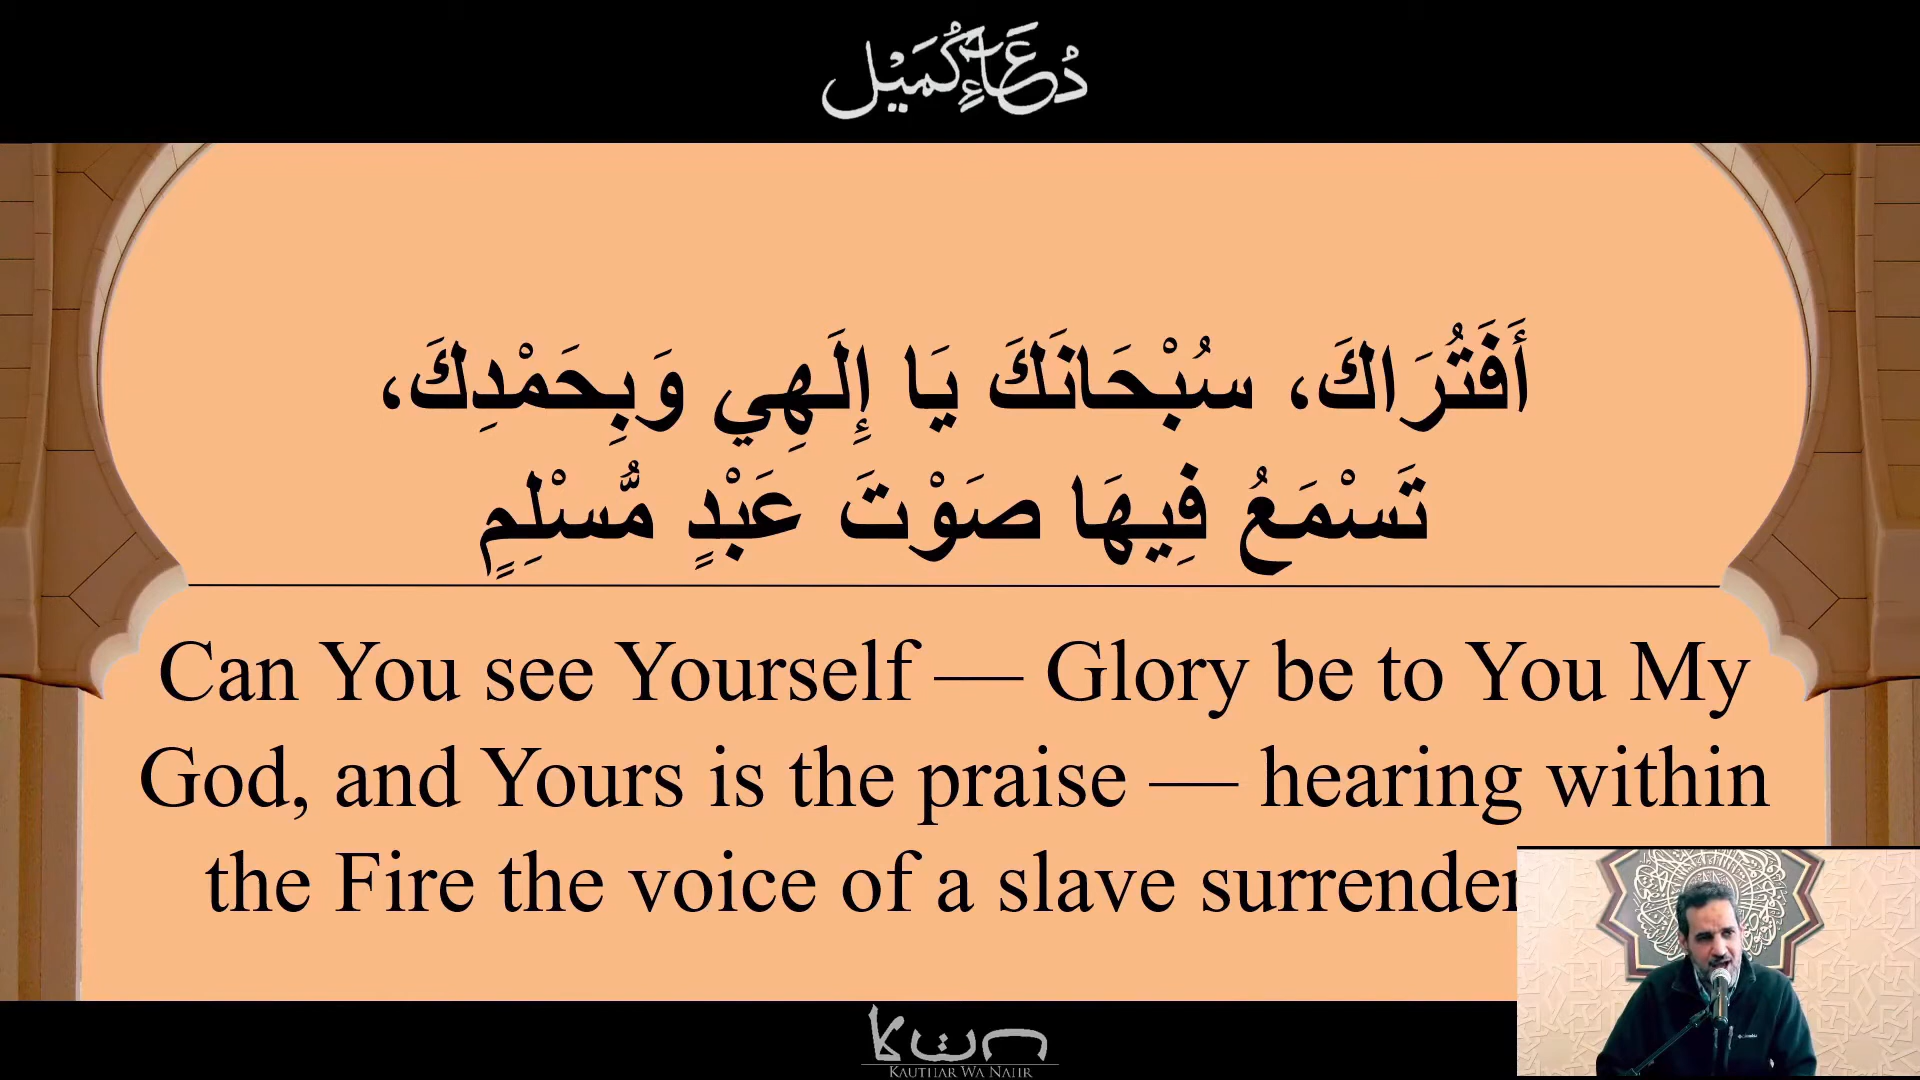 دُعَاءُ كُمَيْل
أَفَتُرَاكَ، سُبْحَانَكَ يَا إِلَهِي وَبِحَمْدِكَ،
تَسْمَعُ فِيهَا صَوْتَ عَبْدٍ مُّسْلِمٍ
Can You see Yourself — Glory be to You My
God, and Yours is the praise — hearing within
the Fire the voice of a slave surrender
KWN
KAUTHAR WA NAHR